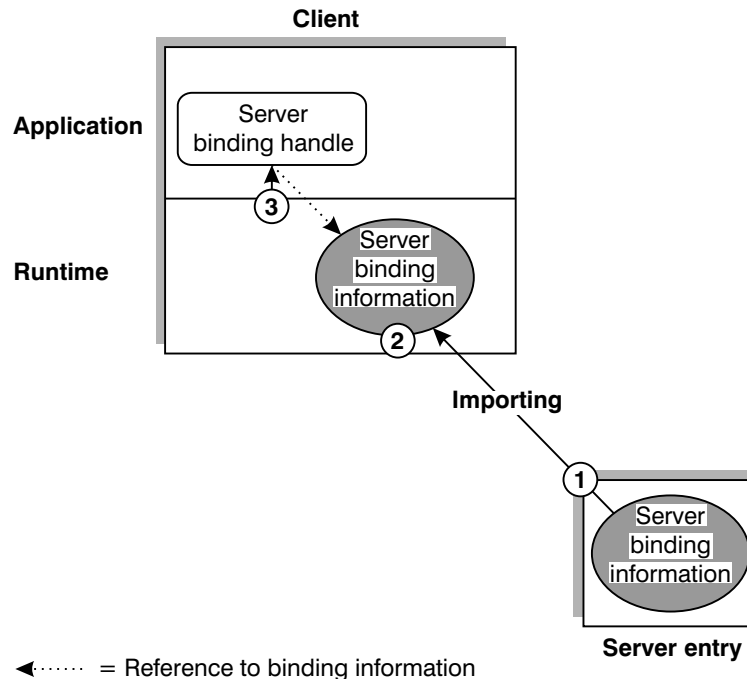 Client
Application
Server
binding handle
3
Runtime
Server
binding
information
2
Importing
1
Server
binding
information
Server entry
= Reference to binding information